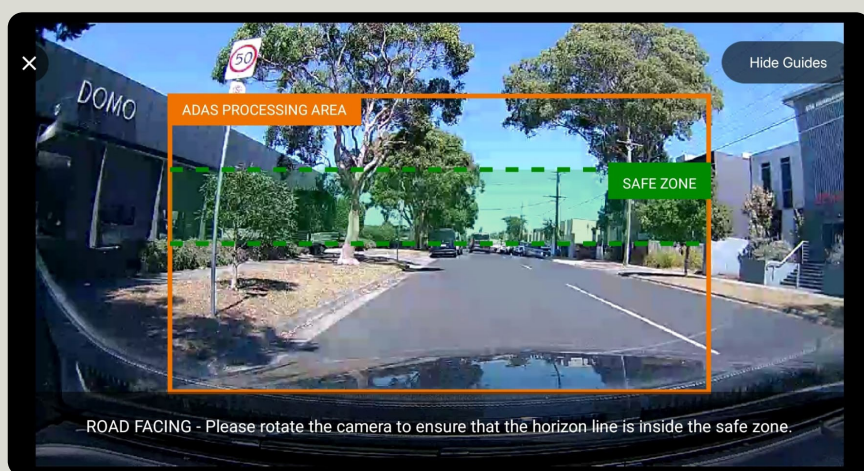 50
Hide Guides
DOMO
ADAS PROCESSING AREA
SAFE ZONE
ROAD FACING - Please rotate the camera to ensure that the horizon line is inside the safe zone.